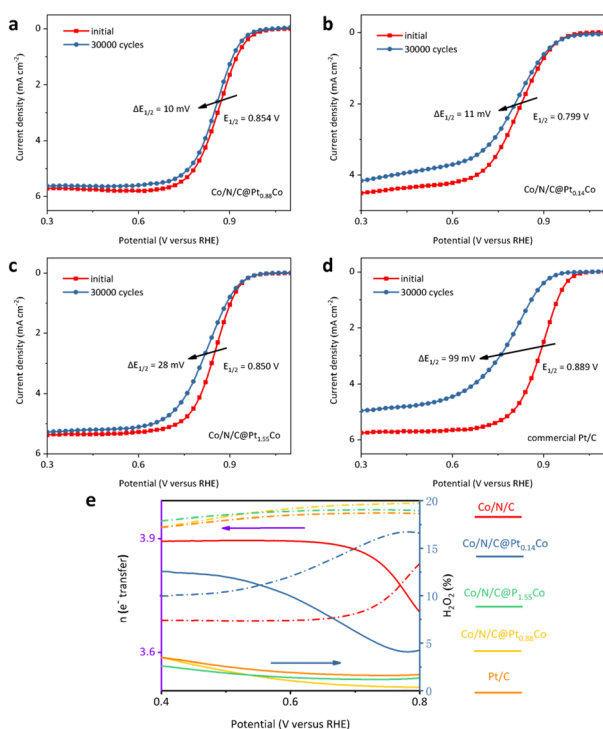 a
initial
30000 cycles
ΔE1/2 = 10 mV
E1/2 = 0.854 V
Co/N/C@Pt0.88Co
Current density (mA cm-2)
0
2
4
6
0.3
0.6
0.9
Potential (V versus RHE)
b
initial
30000 cycles
ΔE1/2 = 11 mV
E1/2 = 0.799 V
Co/N/C@Pt0.14Co
Current density (mA cm-2)
0
2
4
0.3
0.6
0.9
Potential (V versus RHE)
c
initial
30000 cycles
ΔE1/2 = 28 mV
E1/2 = 0.850 V
Co/N/C@Pt1.55Co
Current density (mA cm-2)
0
2
4
6
0.3
0.6
0.9
Potential (V versus RHE)
d
initial
30000 cycles
ΔE1/2 = 99 mV
E1/2 = 0.889 V
commercial Pt/C
Current density (mA cm-2)
0
2
4
6
0.3
0.6
0.9
Potential (V versus RHE)
e
n (e- transfer)
3.9
3.6
0.4
0.6
0.8
Potential (V versus RHE)
20
15
10
5
0
H2O2 (%)
Co/N/C
Co/N/C@Pt0.14Co
Co/N/C@P1.55Co
Co/N/C@Pt0.88Co
Pt/C